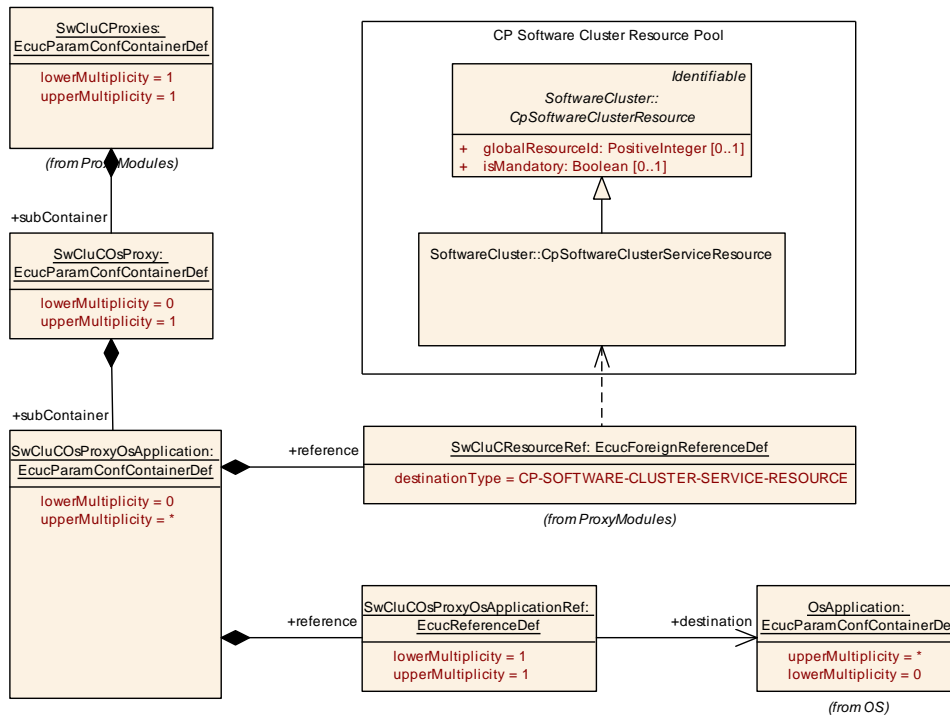 SwCluCProxies:
EcucParamConfContainerDef
lowerMultiplicity = 1
upperMultiplicity = 1
(from ProxyModules)
+subContainer
SwCluCOsProxy:
EcucParamConfContainerDef
lowerMultiplicity = 0
upperMultiplicity = 1
+subContainer
SwCluCOsProxyOsApplication:
EcucParamConfContainerDef
lowerMultiplicity = 0
upperMultiplicity = *
CP Software Cluster Resource Pool
Identifiable
SoftwareCluster::
CpSoftwareClusterResource
+ globalResourceId: PositiveInteger [0..1]
+ isMandatory: Boolean [0..1]
SoftwareCluster::CpSoftwareClusterServiceResource
+reference
SwCluCResourceRef: EcucForeignReferenceDef
destinationType = CP-SOFTWARE-CLUSTER-SERVICE-RESOURCE
(from ProxyModules)
+reference
SwCluCOsProxyOsApplicationRef:
EcucReferenceDef
lowerMultiplicity = 1
upperMultiplicity = 1
+destination
OsApplication:
EcucParamConfContainerDe
upperMultiplicity = *
lowerMultiplicity = 0
(from OS)